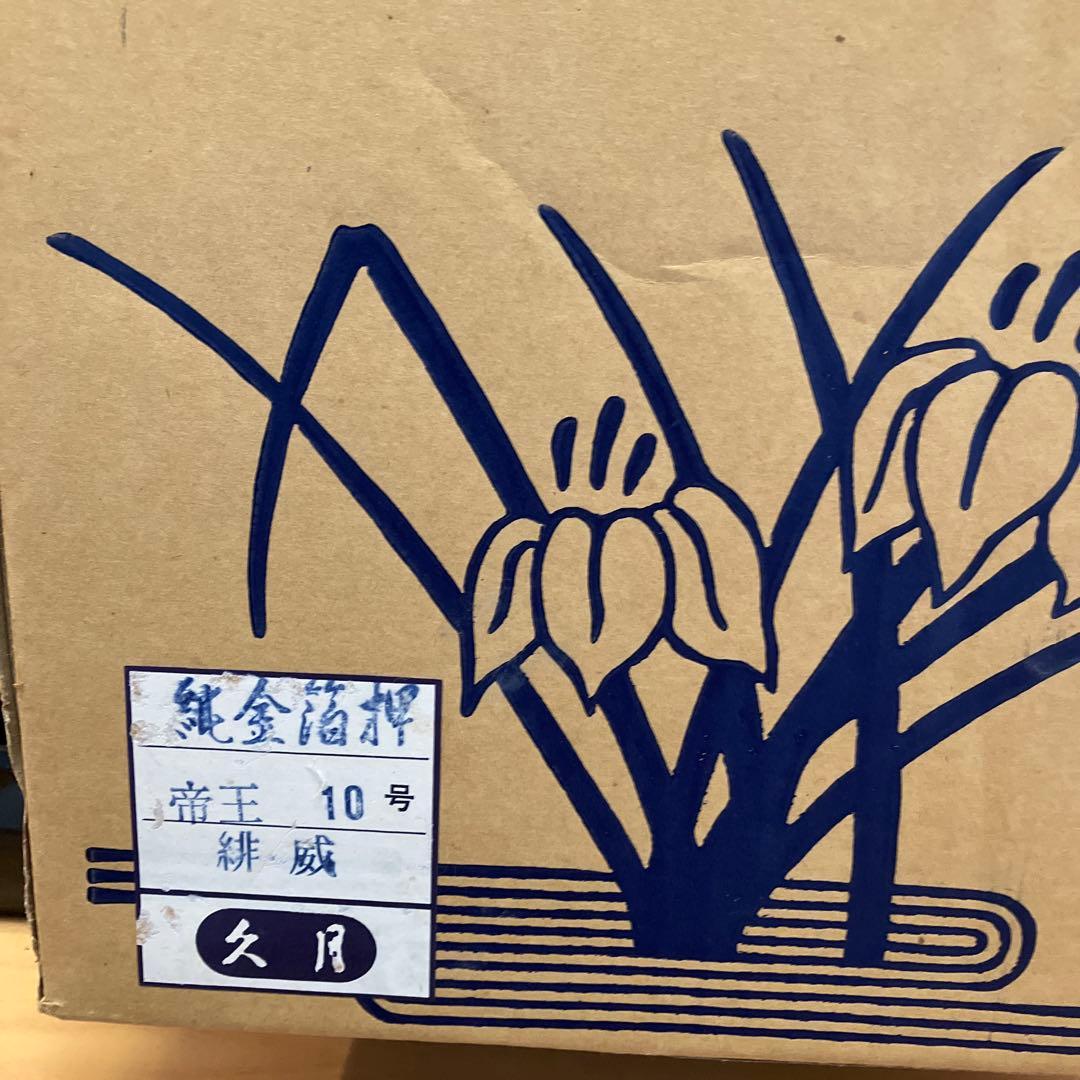 純金箔押
帝王 10号
緋威
久月